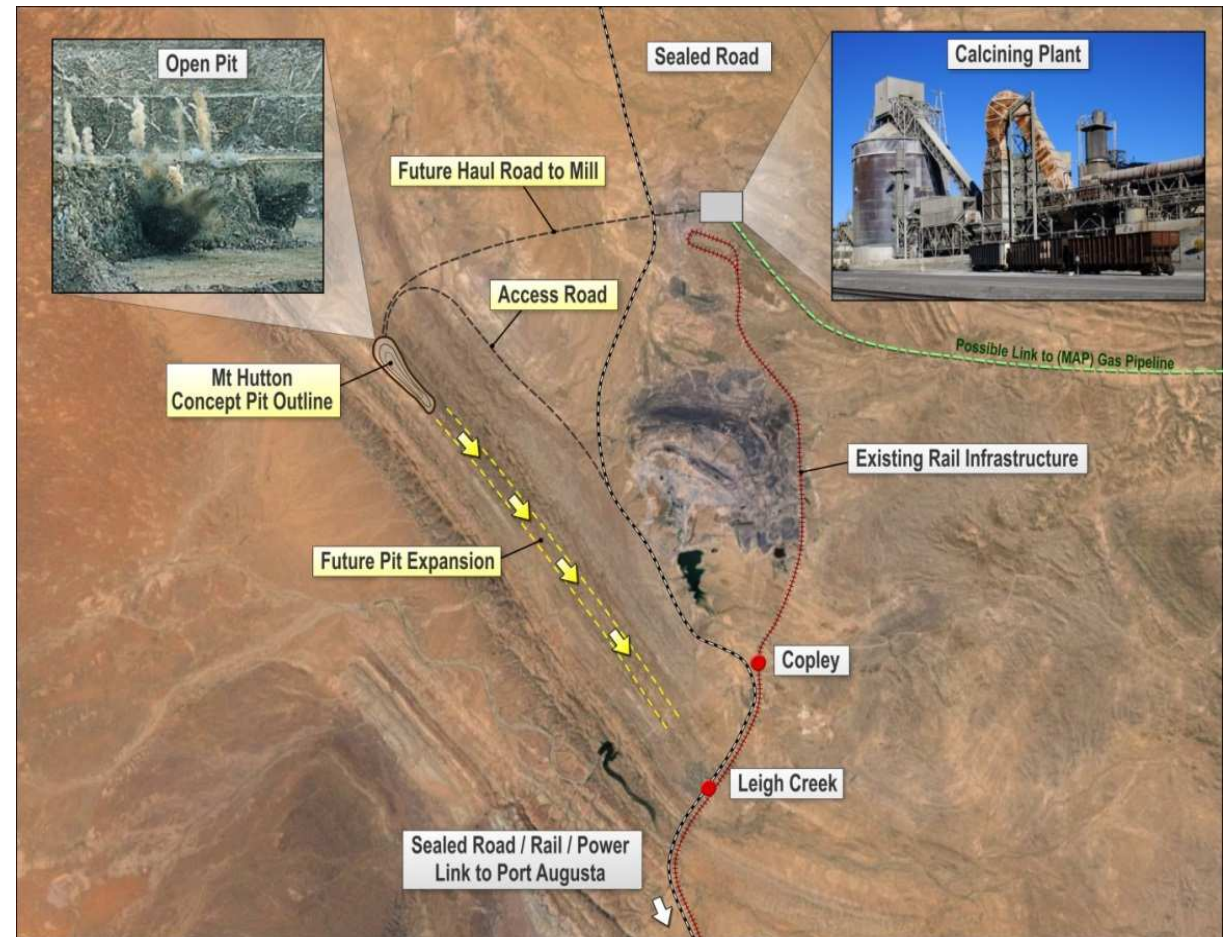 Open Pit
Sealed Road
Calcining Plant
Future Haul Road to Mill
Access Road
Possible Link to (MAP) Gas Pipeline
Mt Hutton
Concept Pit Outline
Existing Rail Infrastructure
Future Pit Expansion
Copley
Leigh Creek
Sealed Road / Rail / Power
Link to Port Augusta